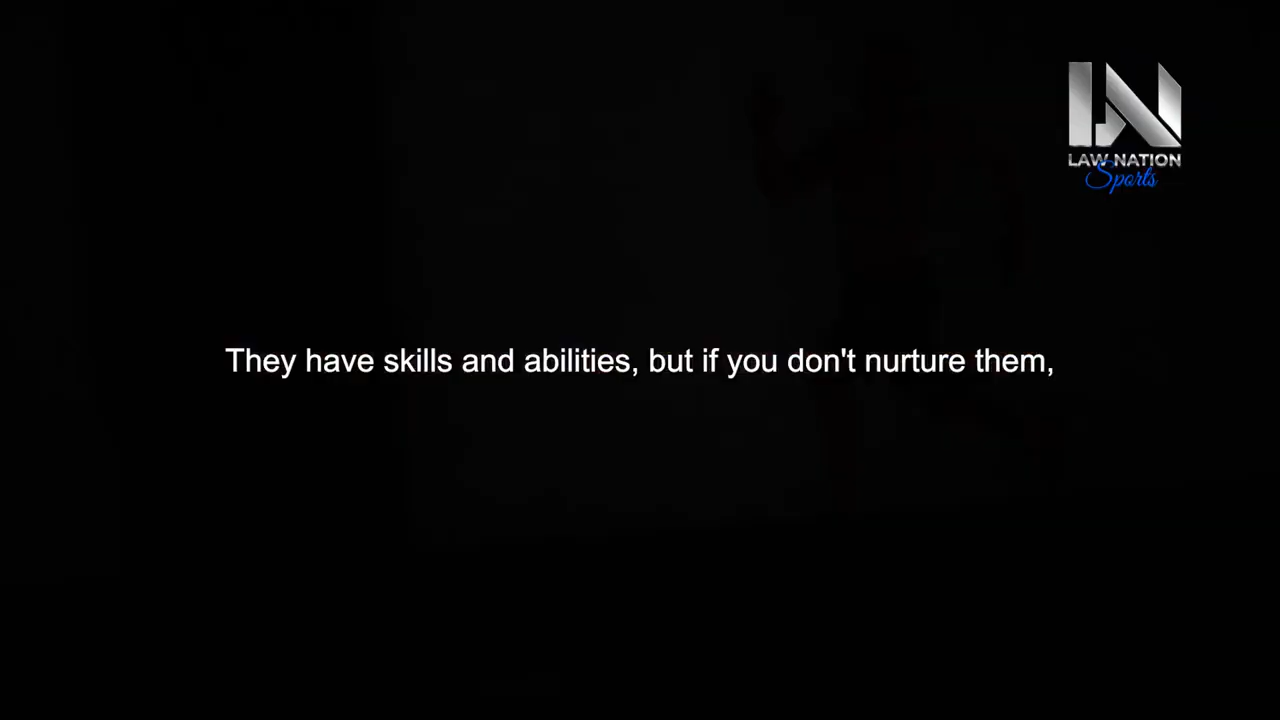 LAW NATION
Sports
They have skills and abilities, but if you don't nurture them,